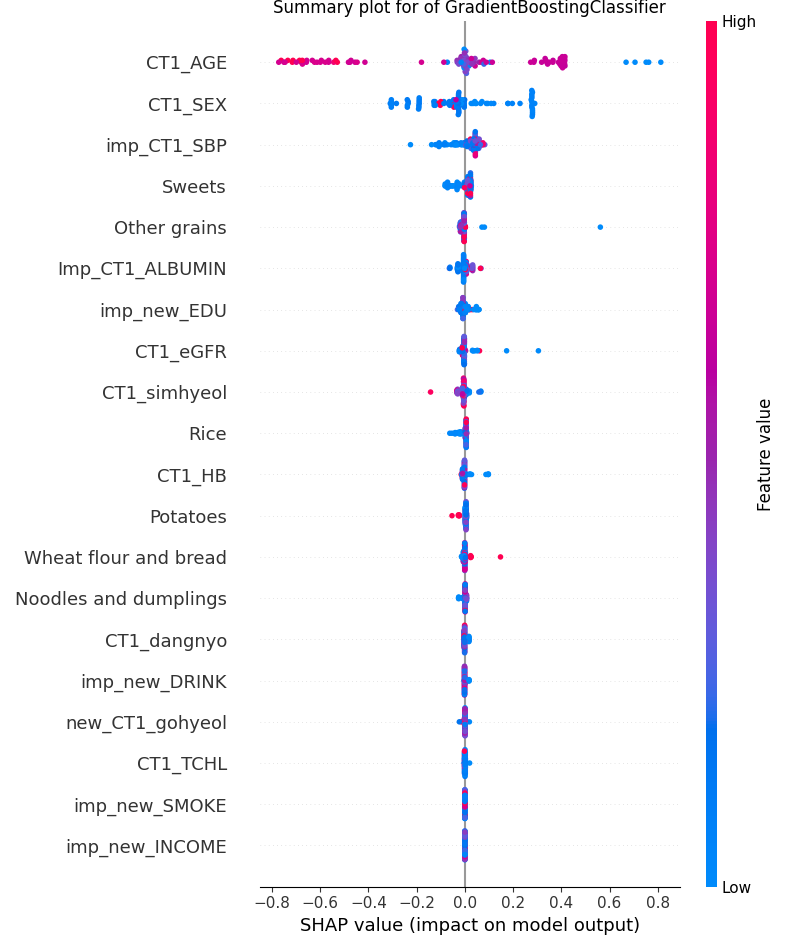 Summary plot for of GradientBoostingClassifier
High
CT1_AGE
CT1_SEX
imp_CT1_SBP
Sweets
Other grains
Imp_CT1_ALBUMIN
imp_new_EDU
CT1_eGFR
CT1_simhyeol
Rice
CT1_HB
Potatoes
Wheat flour and bread
Noodles and dumplings
CT1_dangnyo
imp_new_DRINK
new_CT1_gohyeol
CT1_TCHL
imp_new_SMOKE
imp_new_INCOME
Feature value
Low
−0.8 −0.6 −0.4 −0.2 0.0 0.2 0.4 0.6 0.8
SHAP value (impact on model output)